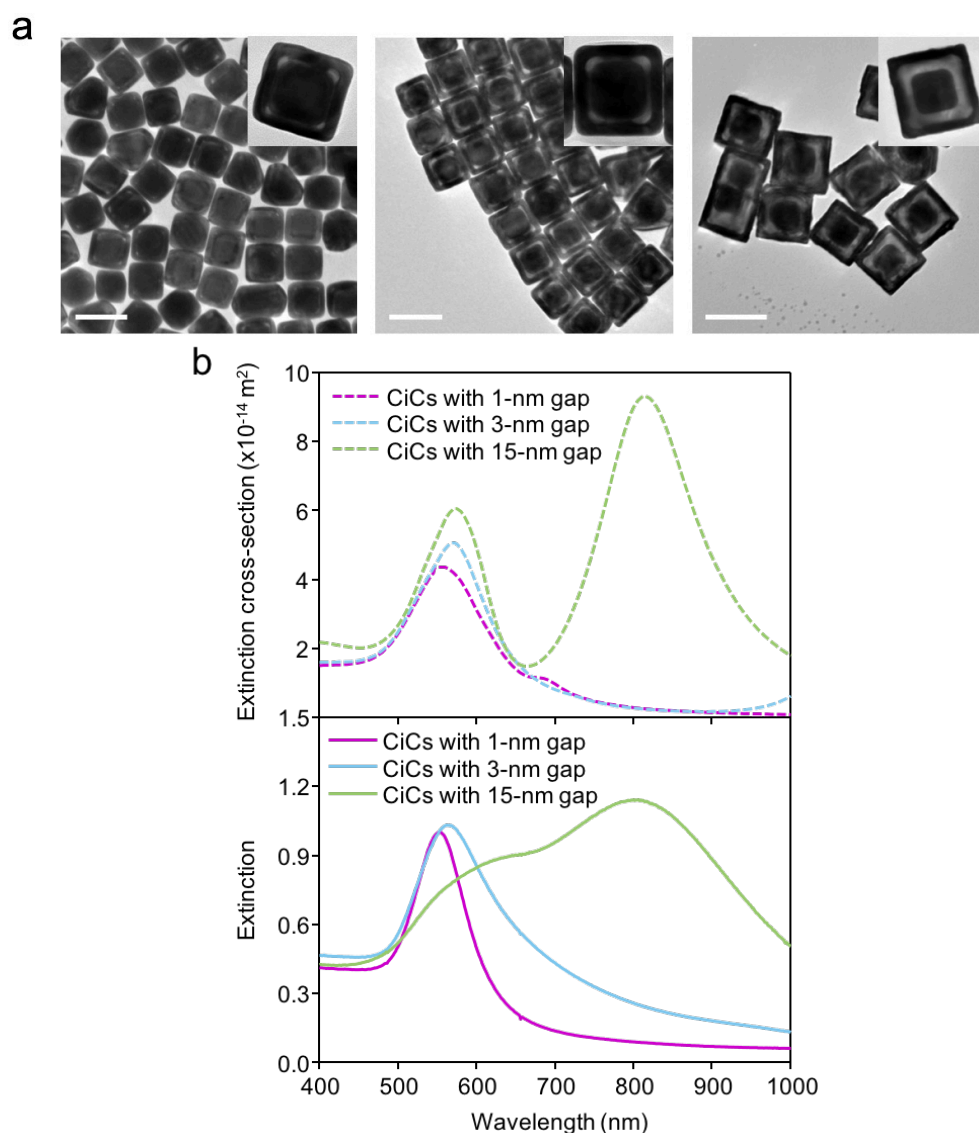 a
b
Extinction cross-section (x10⁻¹⁴ m²)
10
8
6
4
2
CiCs with 1-nm gap
CiCs with 3-nm gap
CiCs with 15-nm gap
Extinction
1.5
1.2
0.9
0.6
0.3
0.0
CiCs with 1-nm gap
CiCs with 3-nm gap
CiCs with 15-nm gap
400 500 600 700 800 900 1000
Wavelength (nm)